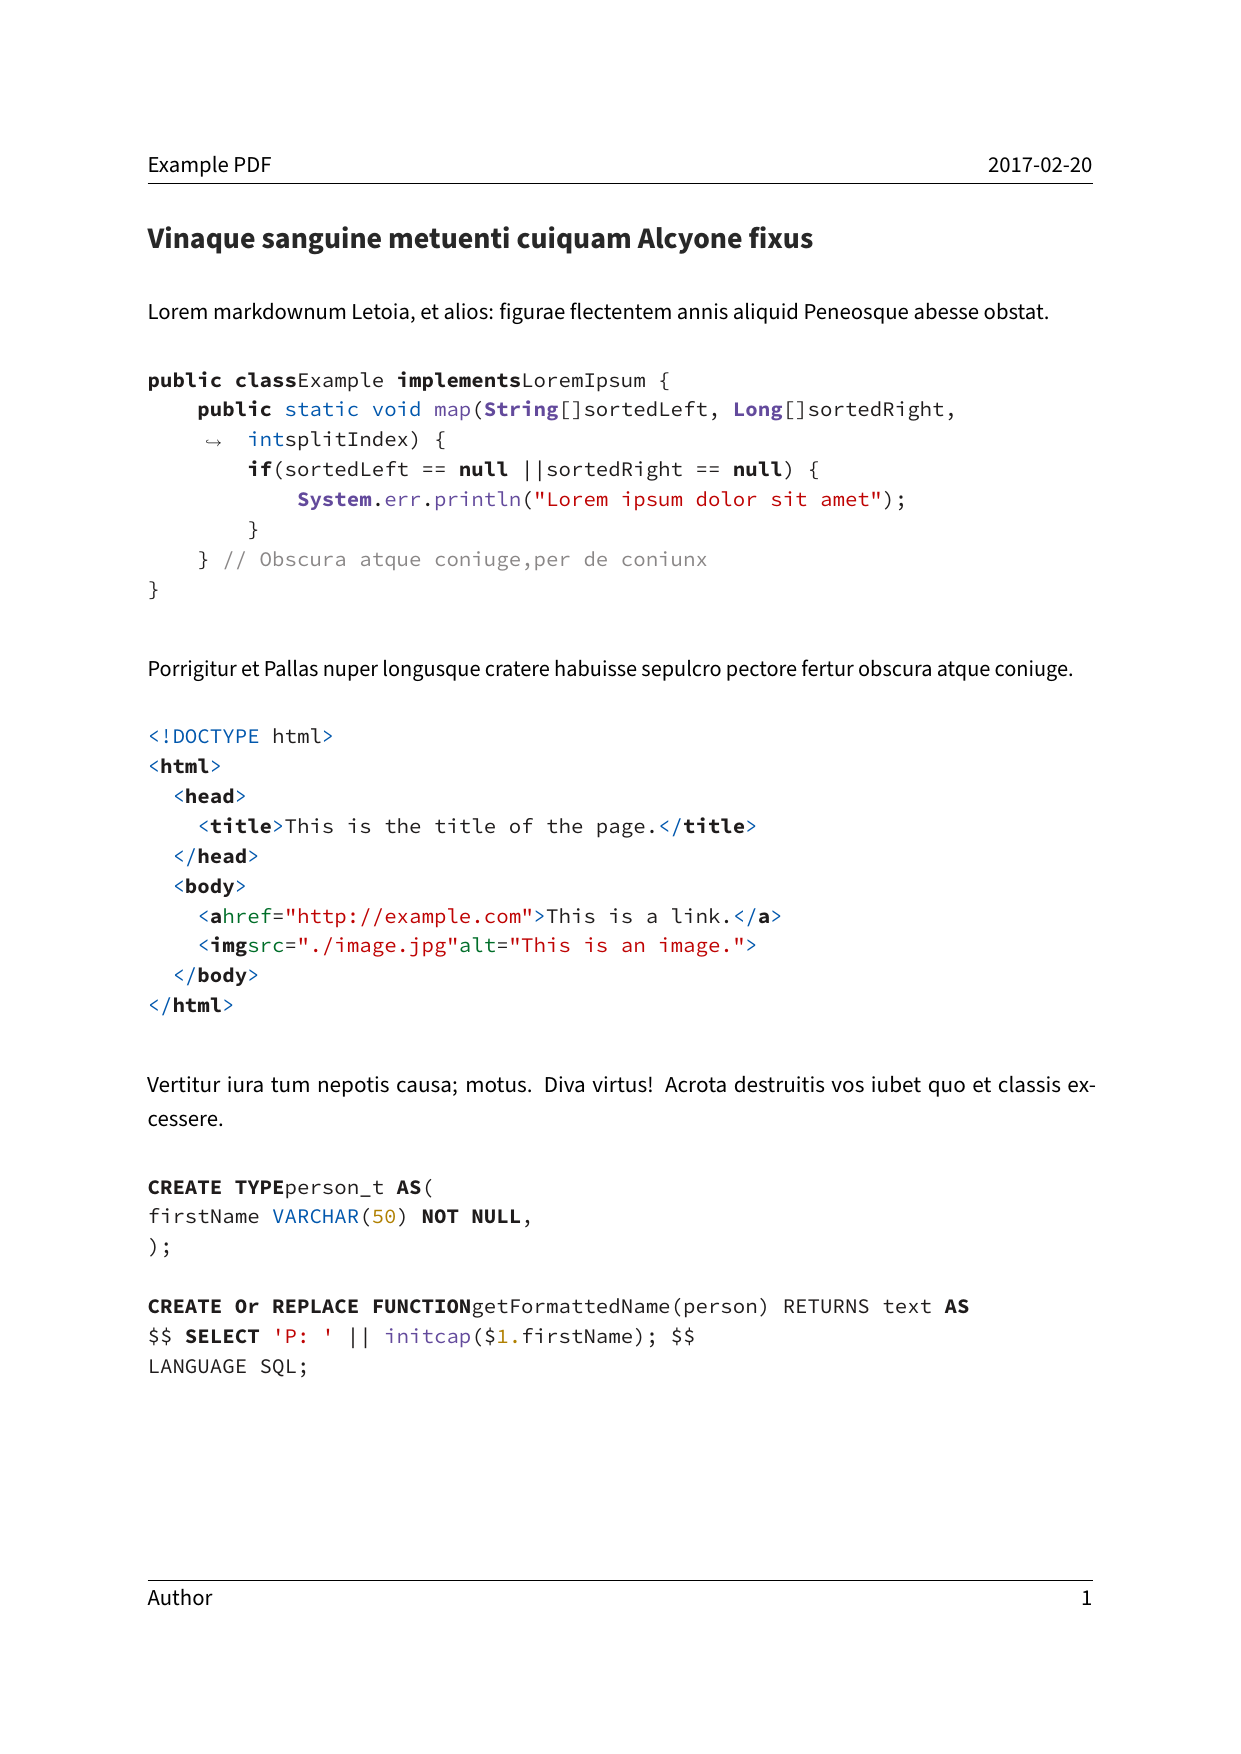 Example PDF 2017-02-20
Vinaque sanguine metuenti cuiquam Alcyone fixus
Lorem markdownum Letoia, et alios: figurae flectentem annis aliquid Peneosque abesse obstat.
public classExample implementsLoremIpsum {
    public static void map(String[]sortedLeft, Long[]sortedRight,
    ↪  intsplitIndex) {
        if(sortedLeft == null ||sortedRight == null) {
            System.err.println("Lorem ipsum dolor sit amet");
        }
    } // Obscura atque coniuge,per de coniunx
}
Porrigitur et Pallas nuper longusque cratere habuisse sepulcro pectore fertur obscura atque coniuge.
<!DOCTYPE html>
<html>
  <head>
    <title>This is the title of the page.</title>
  </head>
  <body>
    <ahref="http://example.com">This is a link.</a>
    <imgsrc="./image.jpg"alt="This is an image.">
  </body>
</html>
Vertitur iura tum nepotis causa; motus. Diva virtus! Acrota destruitis vos iubet quo et classis ex-
cessere.
CREATE TYPEperson_t AS(
firstName VARCHAR(50) NOT NULL,
);
CREATE Or REPLACE FUNCTIONgetFormattedName(person) RETURNS text AS
$$ SELECT 'P: ' || initcap($1.firstName); $$
LANGUAGE SQL;
Author 1